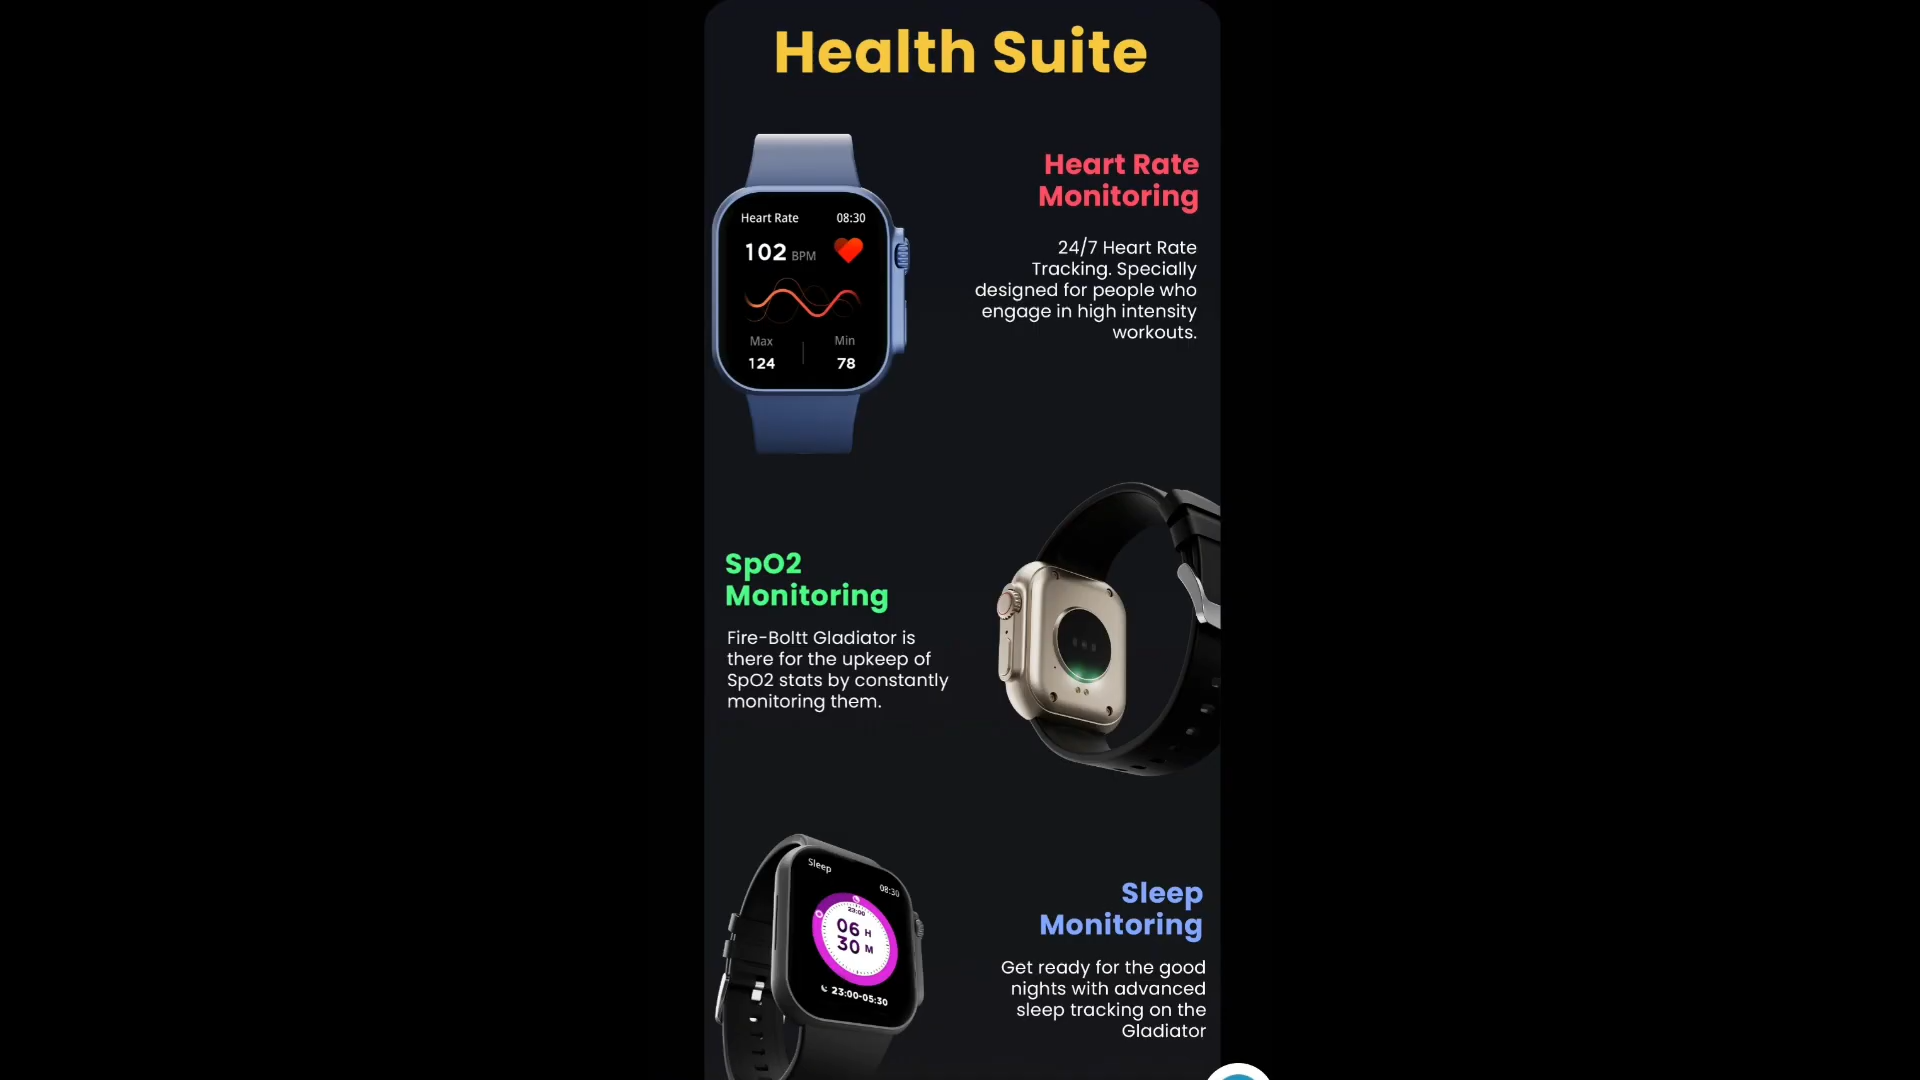 Health Suite
Heart Rate 08:30
102 BPM
Max Min
124 78
Heart Rate
Monitoring
24/7 Heart Rate
Tracking. Specially
designed for people who
engage in high intensity
workouts.
SpO2
Monitoring
Fire-Boltt Gladiator is
there for the upkeep of
SpO2 stats by constantly
monitoring them.
Sleep
08:30
23:00
06 H
30 M
23:00-05:30
Sleep
Monitoring
Get ready for the good
nights with advanced
sleep tracking on the
Gladiator